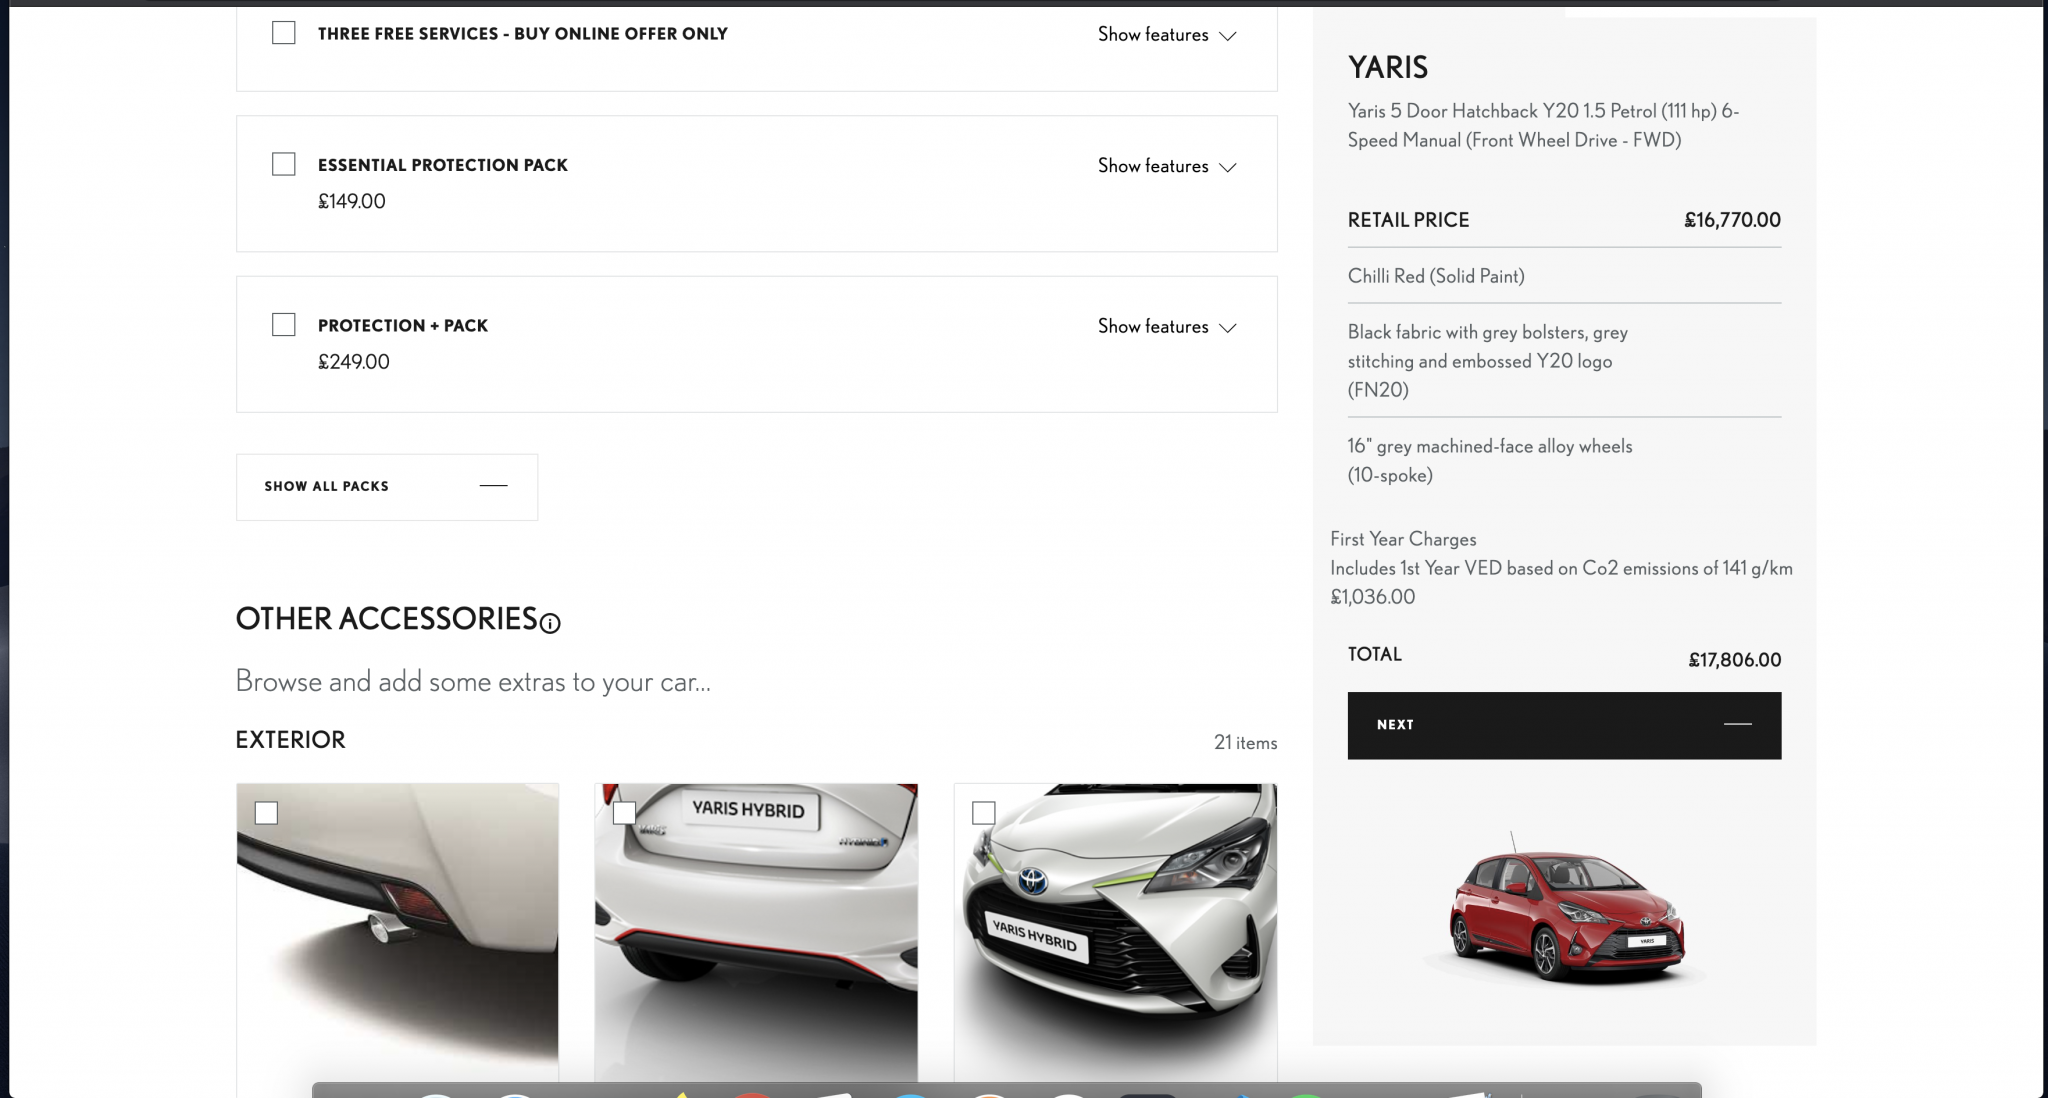 THREE FREE SERVICES - BUY ONLINE OFFER ONLY
Show features
ESSENTIAL PROTECTION PACK
Show features
£149.00
PROTECTION + PACK
Show features
£249.00
SHOW ALL PACKS
OTHER ACCESSORIES
Browse and add some extras to your car...
EXTERIOR
21 items
YARIS HYBRID
YARIS
HYBRID
YARIS HYBRID
YARIS
Yaris 5 Door Hatchback Y20 1.5 Petrol (111 hp) 6-
Speed Manual (Front Wheel Drive - FWD)
RETAIL PRICE
£16,770.00
Chilli Red (Solid Paint)
Black fabric with grey bolsters, grey
stitching and embossed Y20 logo
(FN20)
16" grey machined-face alloy wheels
(10-spoke)
First Year Charges
Includes 1st Year VED based on Co2 emissions of 141 g/km
£1,036.00
TOTAL
£17,806.00
NEXT
YARIS